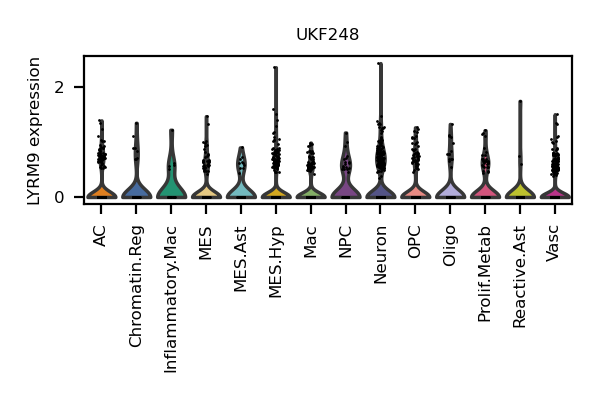 UKF248
LYRM9 expression
2
0
AC
Chromatin.Reg
Inflammatory.Mac
MES
MES.Ast
MES.Hyp
Mac
NPC
Neuron
OPC
Oligo
Prolif.Metab
Reactive.Ast
Vasc